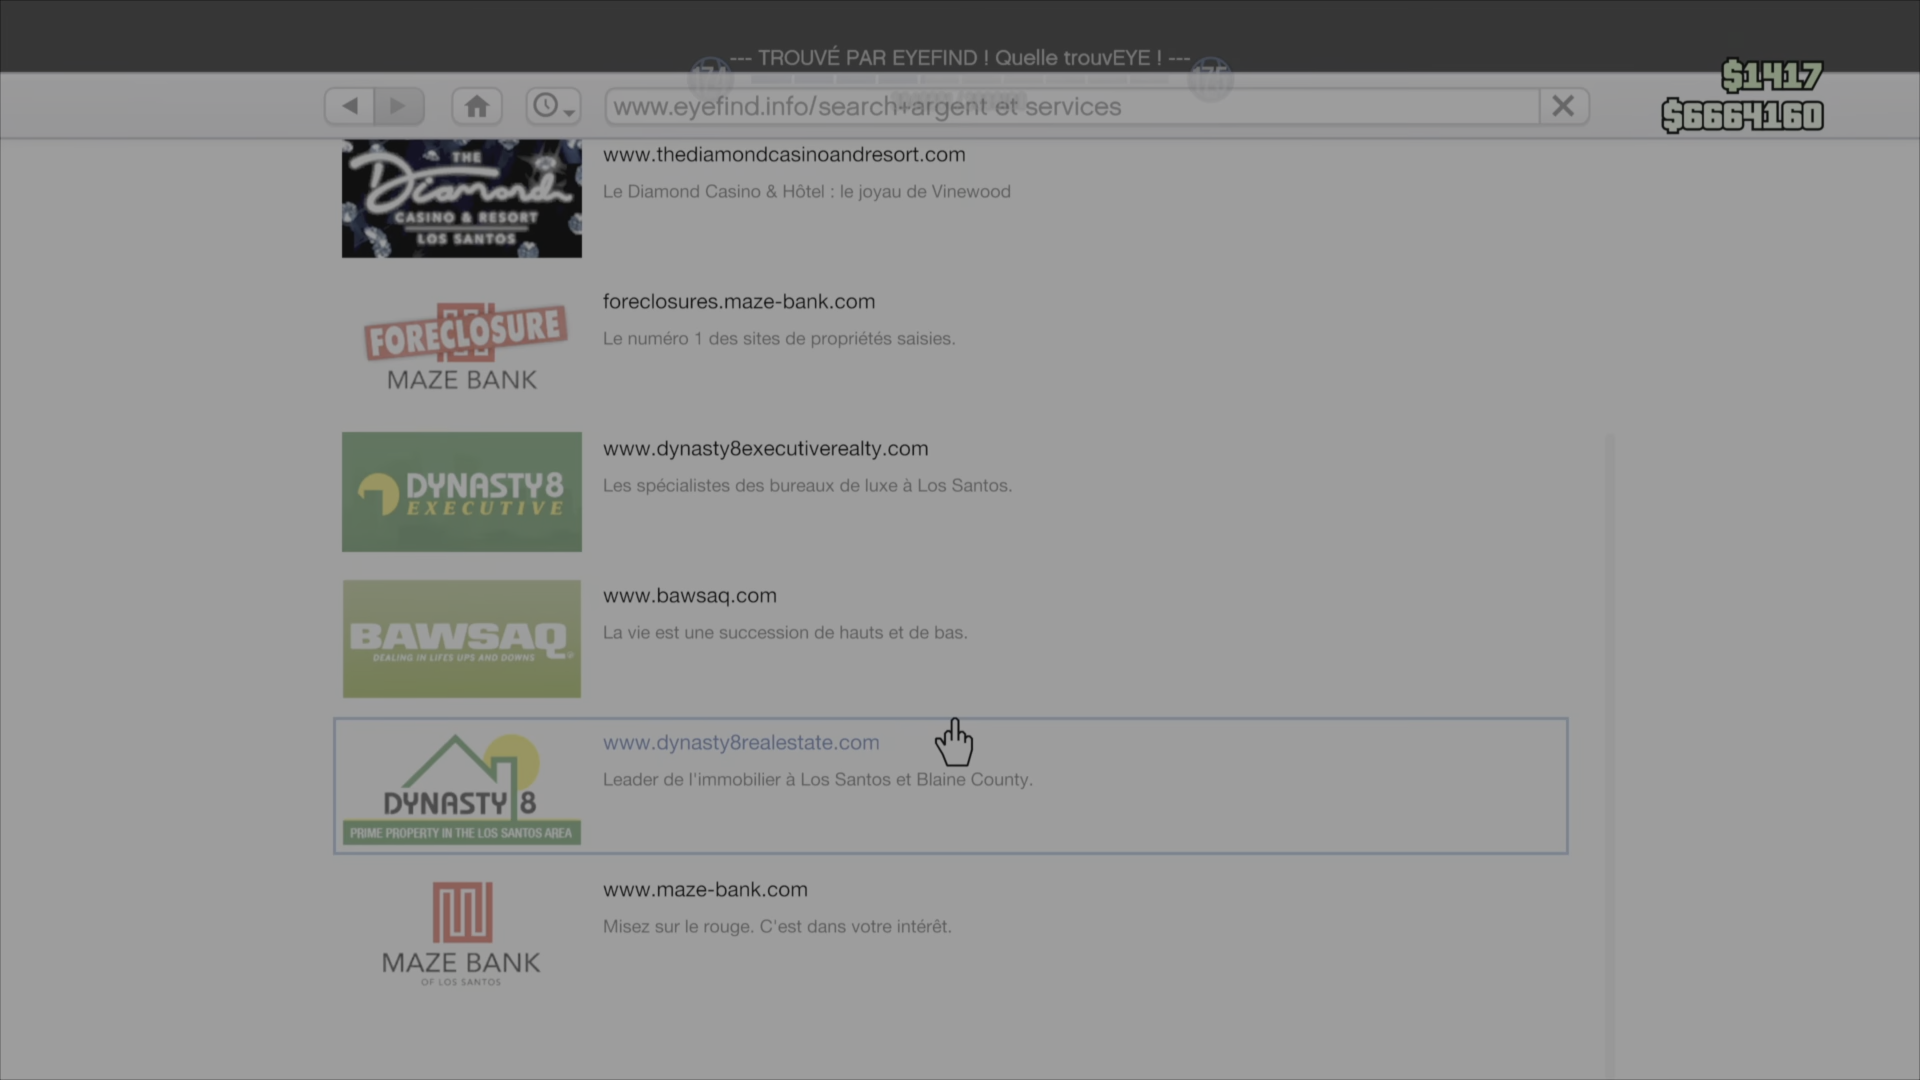 --- TROUVÉ PAR EYEFIND ! Quelle trouvEYE ! ---
174
175
$1417
$6664160
www.eyefind.info/search+argent et services
THE
Diamond
CASINO & RESORT
LOS SANTOS
www.thediamondcasinoandresort.com
Le Diamond Casino & Hôtel : le joyau de Vinewood
FORECLOSURE
MAZE BANK
foreclosures.maze-bank.com
Le numéro 1 des sites de propriétés saisies.
DYNASTY8
EXECUTIVE
www.dynasty8executiverealty.com
Les spécialistes des bureaux de luxe à Los Santos.
BAWSAQ
DEALING IN LIFES UPS AND DOWNS
www.bawsaq.com
La vie est une succession de hauts et de bas.
DYNASTY 8
PRIME PROPERTY IN THE LOS SANTOS AREA
www.dynasty8realestate.com
Leader de l'immobilier à Los Santos et Blaine County.
MAZE BANK
OF LOS SANTOS
www.maze-bank.com
Misez sur le rouge. C'est dans votre intérêt.